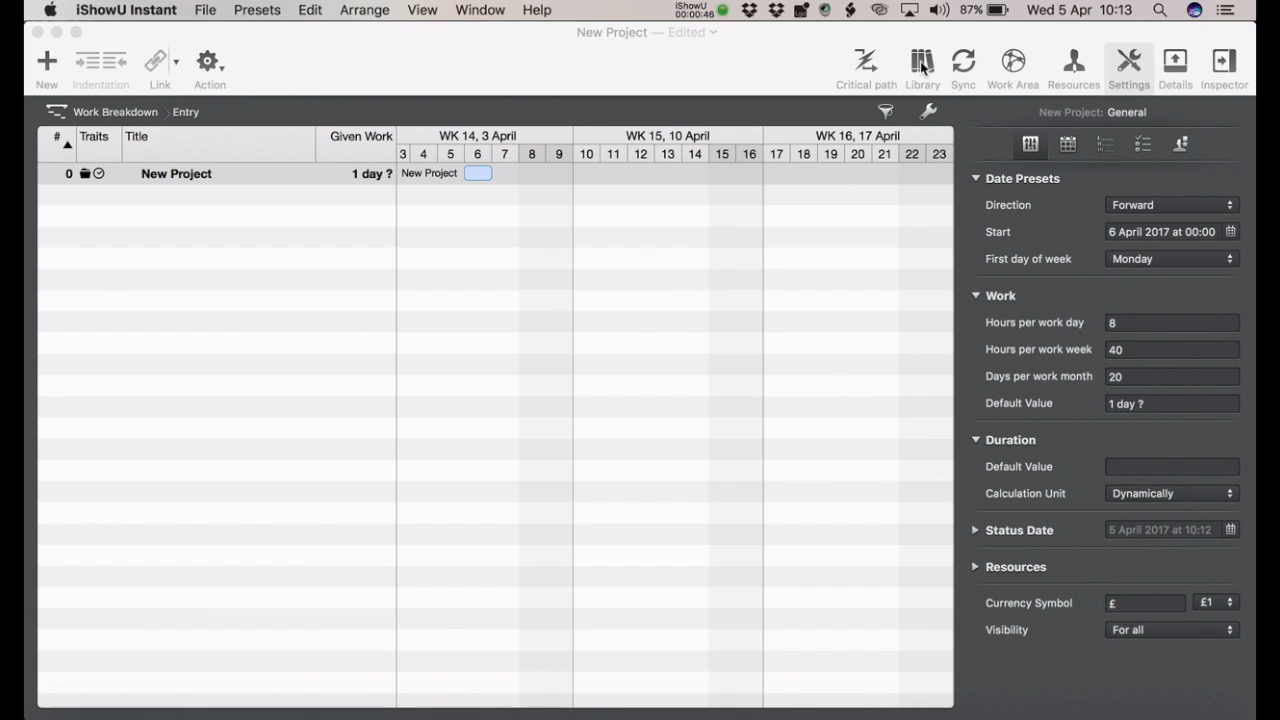 iShowU Instant File Presets Edit Arrange View Window Help iShowU 00:00:46 87% Wed 5 Apr 10:13
New Project — Edited
New Indentation Link Action Critical path Library Sync Work Area Resources Settings Details Inspector
Work Breakdown Entry
# Traits Title Given Work WK 14, 3 April WK 15, 10 April WK 16, 17 April
3 4 5 6 7 8 9 10 11 12 13 14 15 16 17 18 19 20 21 22 23
0 New Project 1 day ? New Project
New Project: General
Date Presets
Direction Forward
Start 6 April 2017 at 00:00
First day of week Monday
Work
Hours per work day 8
Hours per work week 40
Days per work month 20
Default Value 1 day ?
Duration
Default Value
Calculation Unit Dynamically
Status Date 5 April 2017 at 10:12
Resources
Currency Symbol £ £1
Visibility For all